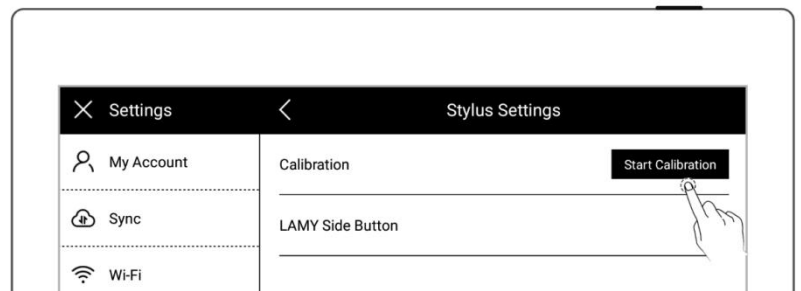 Settings
Stylus Settings
My Account
Calibration
Start Calibration
Sync
LAMY Side Button
Wi-Fi